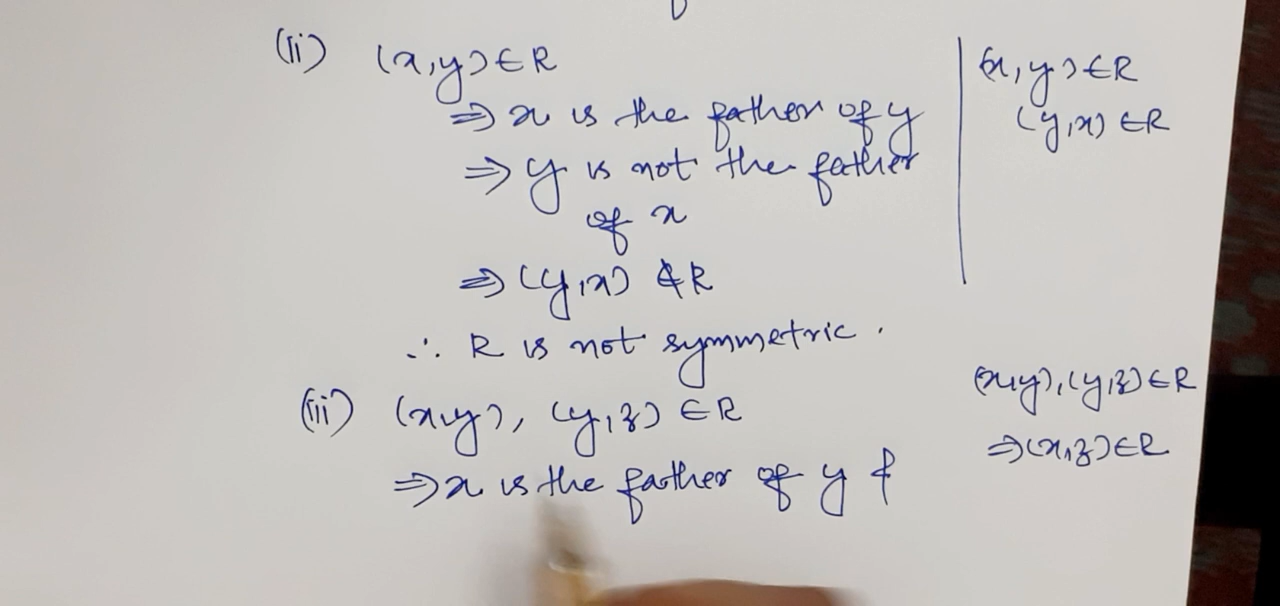 (ii) (x,y) ∈ R
⇒ x is the father of y
⇒ y is not the father
of x
⇒ (y,x) ∉ R
∴ R is not symmetric.
(x,y) ∈ R
(y,x) ∈ R
(iii) (x,y), (y,z) ∈ R
⇒ x is the father of y &
(x,y), (y,z) ∈ R
⇒ (x,z) ∈ R